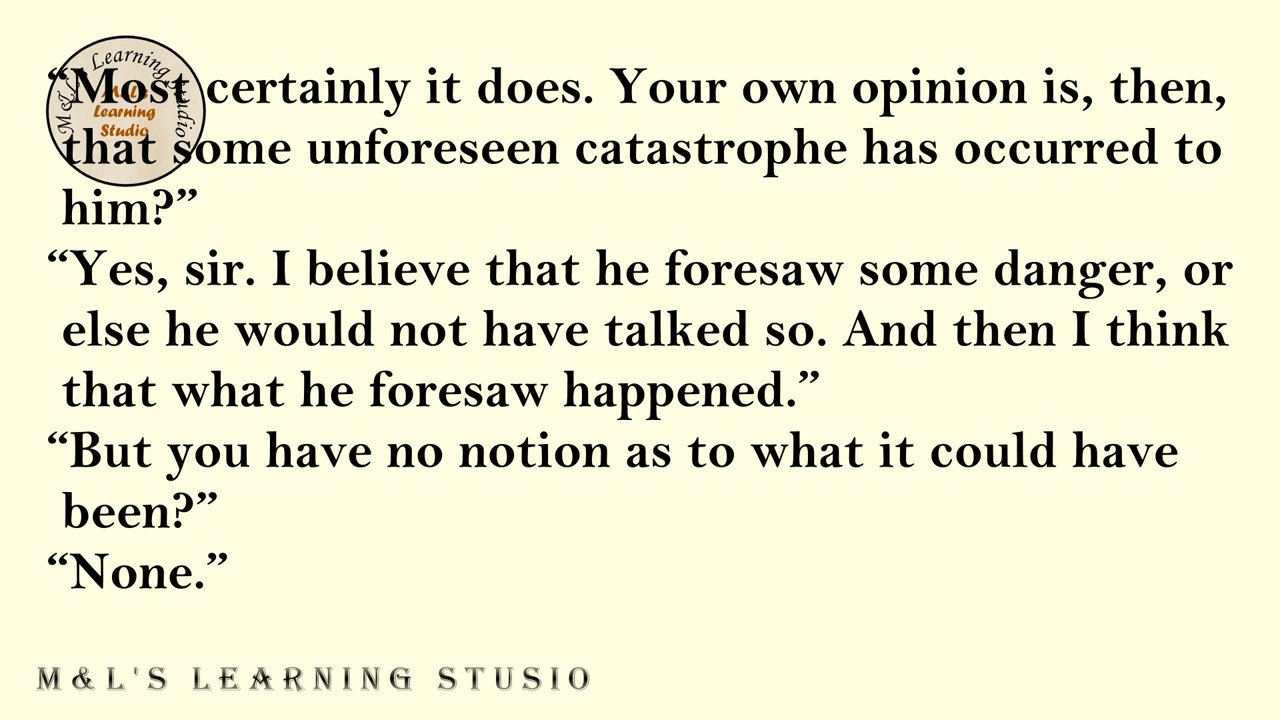 “Most certainly it does. Your own opinion is, then,
that some unforeseen catastrophe has occurred to
him?”
“Yes, sir. I believe that he foresaw some danger, or
else he would not have talked so. And then I think
that what he foresaw happened.”
“But you have no notion as to what it could have
been?”
“None.”
M&L's Learning Studio
M&L's
Learning
Studio
M&L'S LEARNING STUSIO